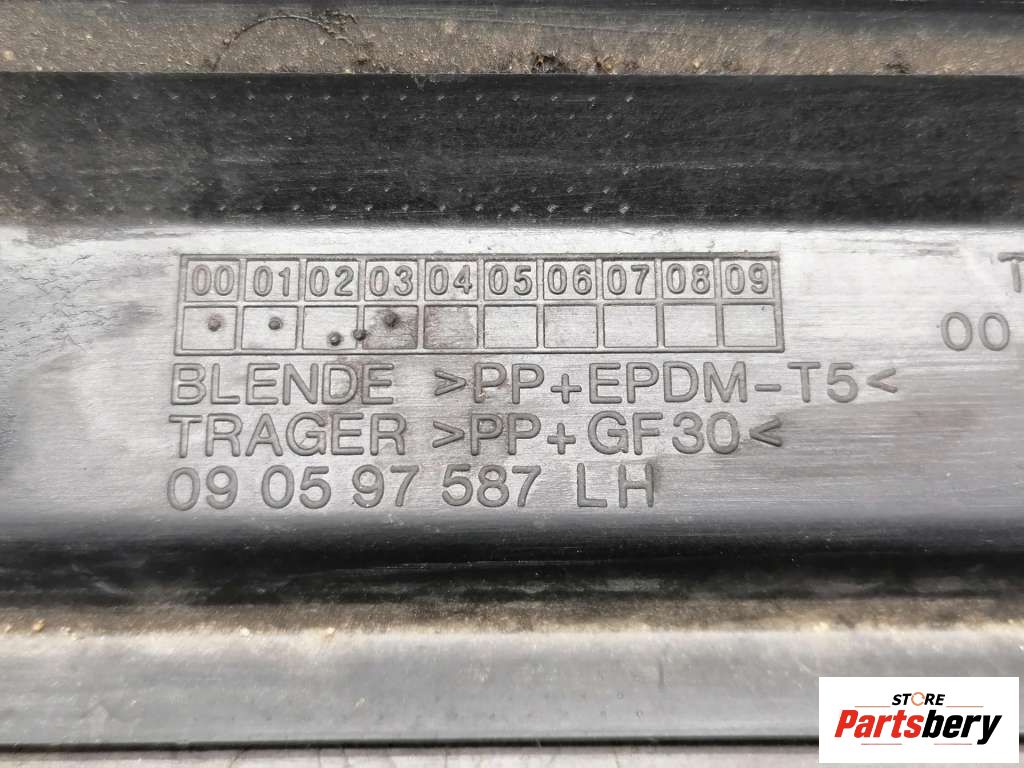 00 01 02 03 04 05 06 07 08 09
BLENDE >PP+EPDM-T5<
TRAGER >PP+GF30<
09 05 97 587 LH
00
STORE
Partsbery